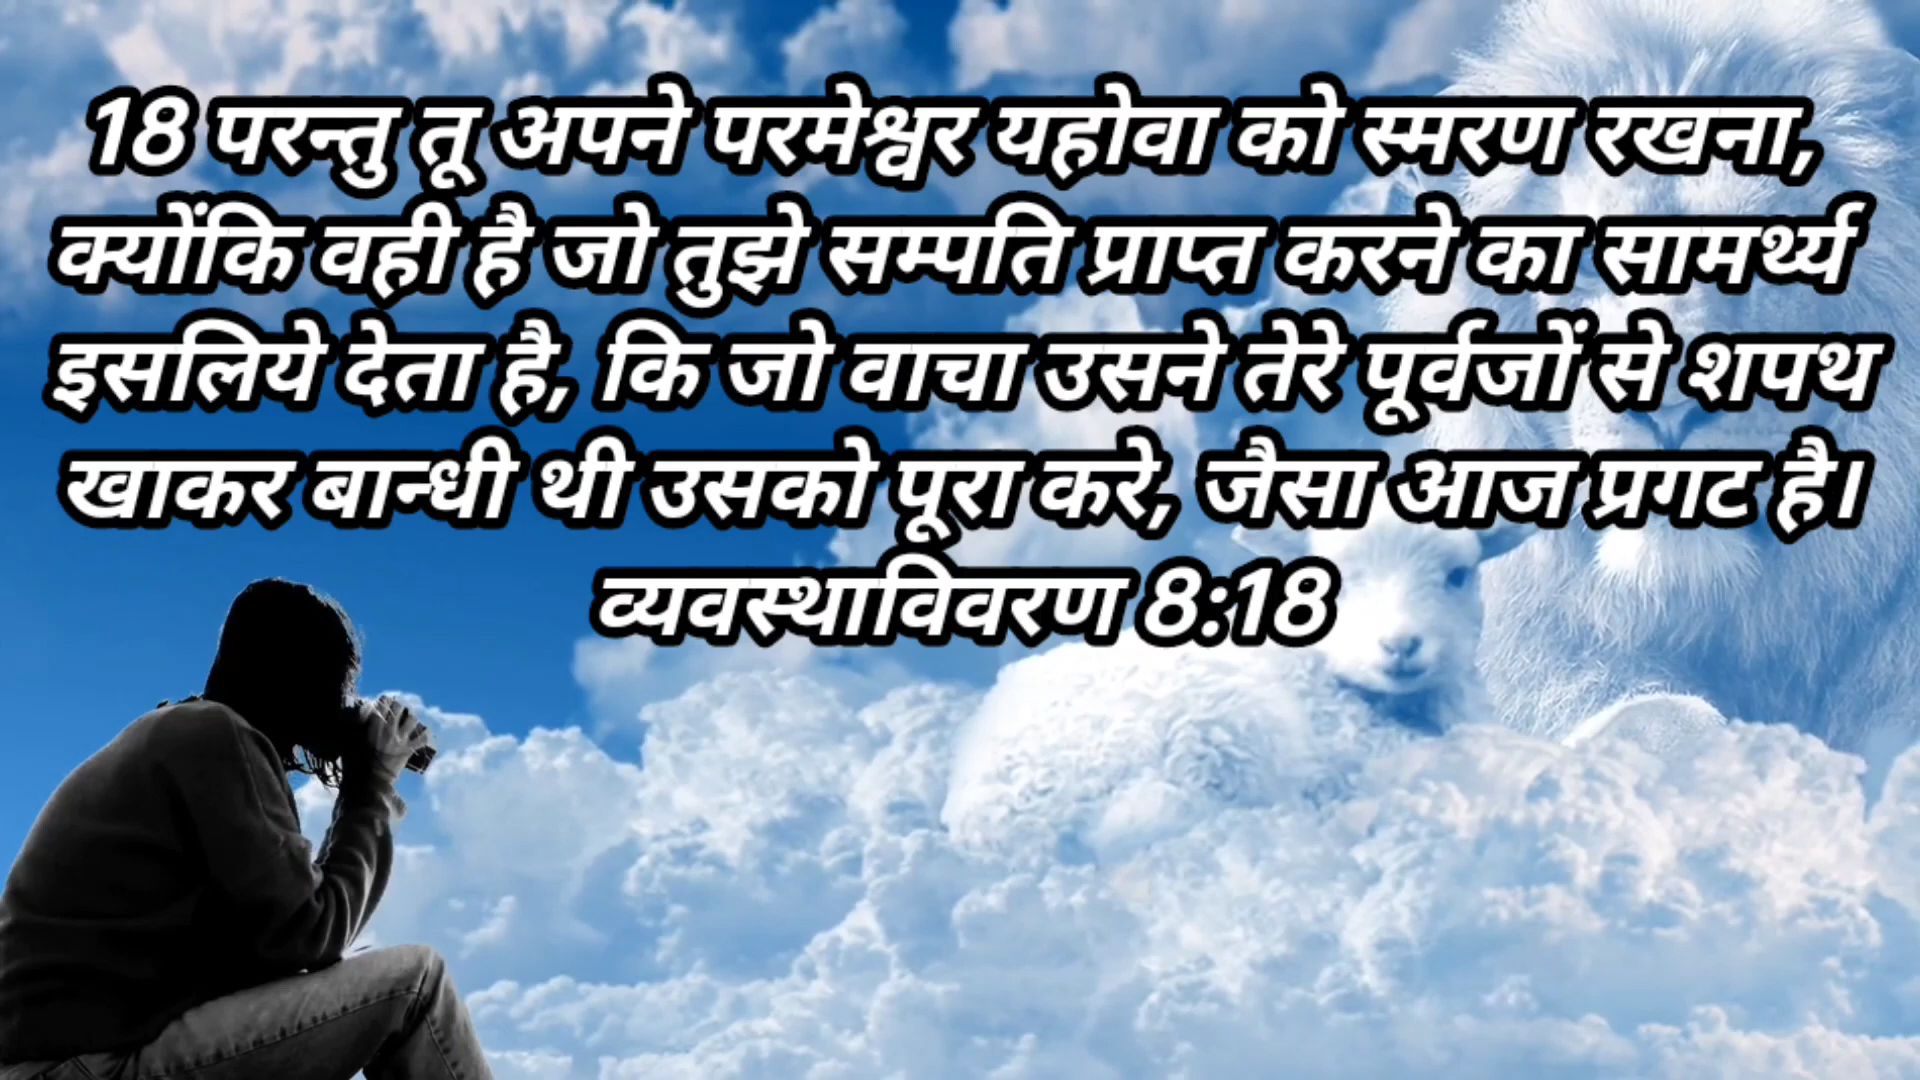 18 परन्तु तू अपने परमेश्वर यहोवा को स्मरण रखना,
क्योंकि वही है जो तुझे सम्पति प्राप्त करने का सामर्थ्य
इसलिये देता है, कि जो वाचा उसने तेरे पूर्वजों से शपथ
खाकर बान्धी थी उसको पूरा करे, जैसा आज प्रगट है।
व्यवस्थाविवरण 8:18